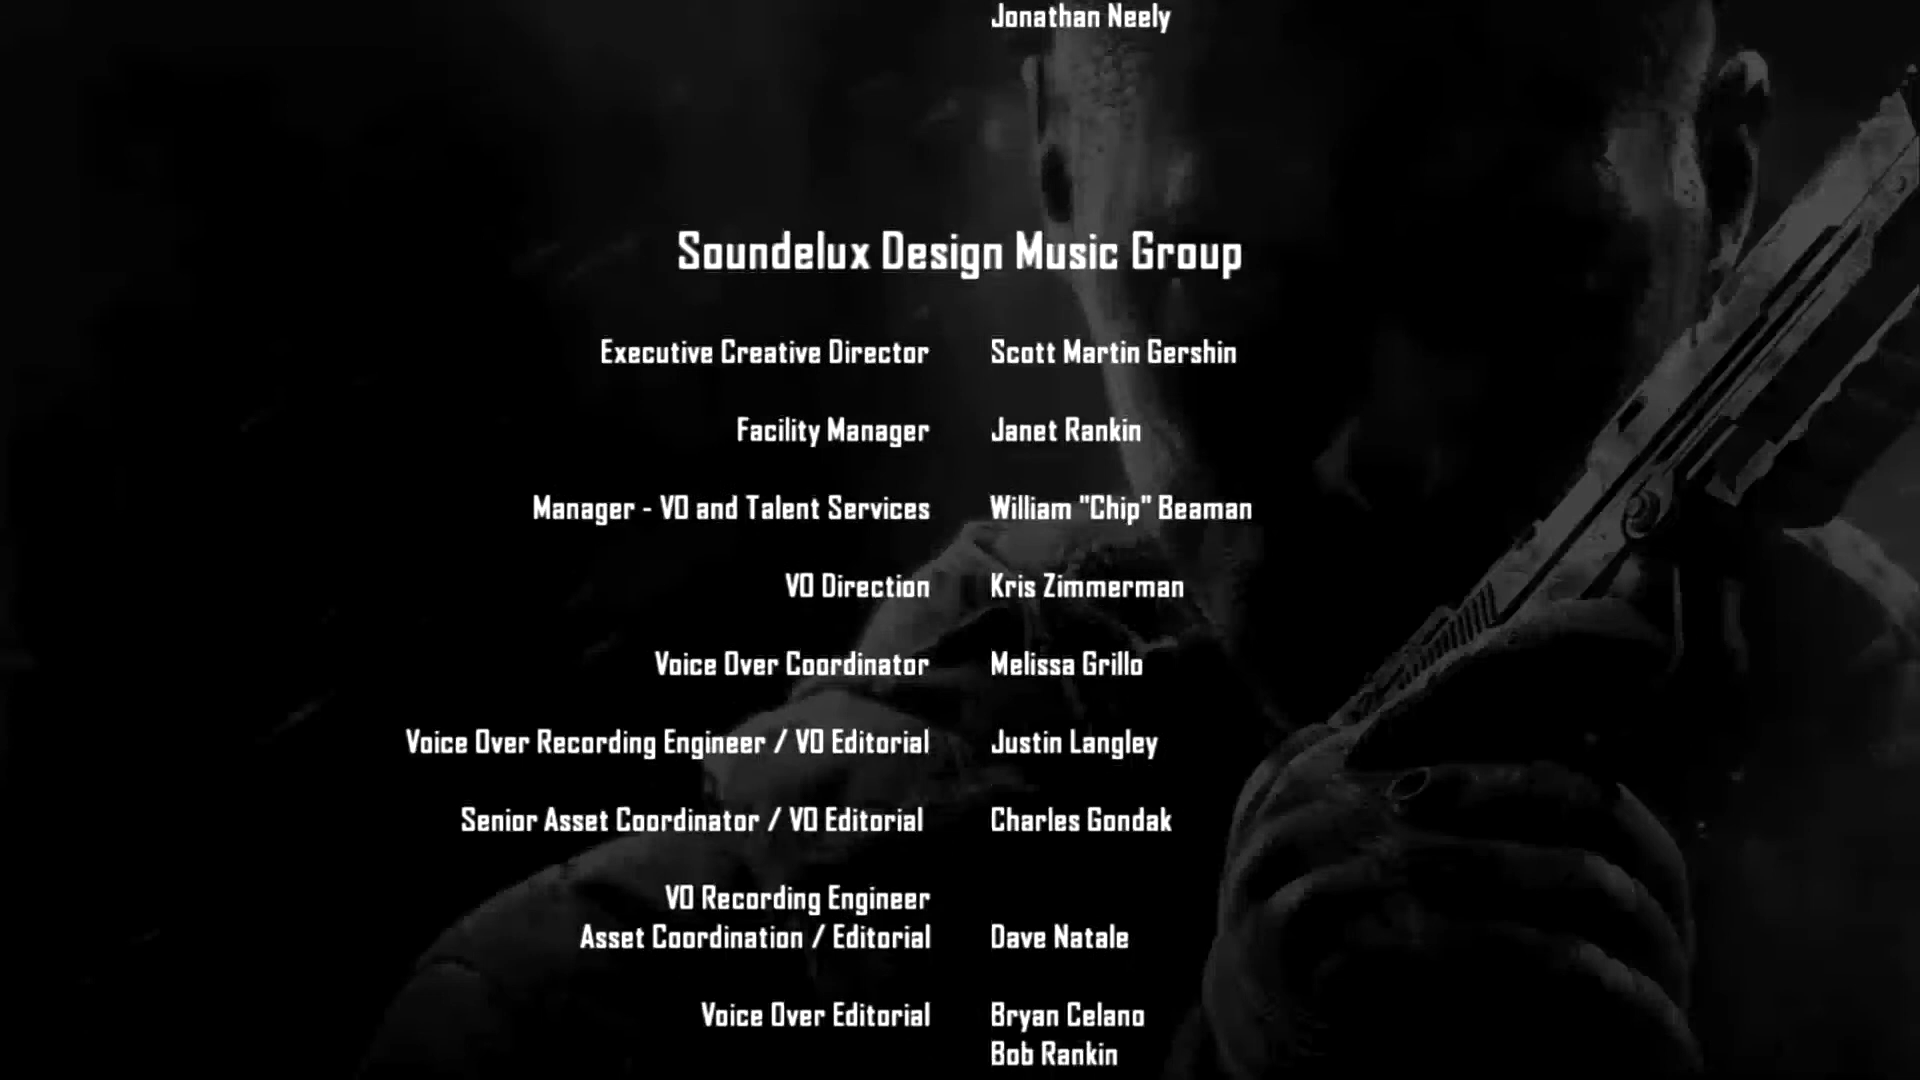 Jonathan Neely
Soundelux Design Music Group
Executive Creative Director Scott Martin Gershin
Facility Manager Janet Rankin
Manager - VO and Talent Services William "Chip" Beaman
VO Direction Kris Zimmerman
Voice Over Coordinator Melissa Grillo
Voice Over Recording Engineer / VO Editorial Justin Langley
Senior Asset Coordinator / VO Editorial Charles Gondak
VO Recording Engineer
Asset Coordination / Editorial Dave Natale
Voice Over Editorial Bryan Celano
Bob Rankin